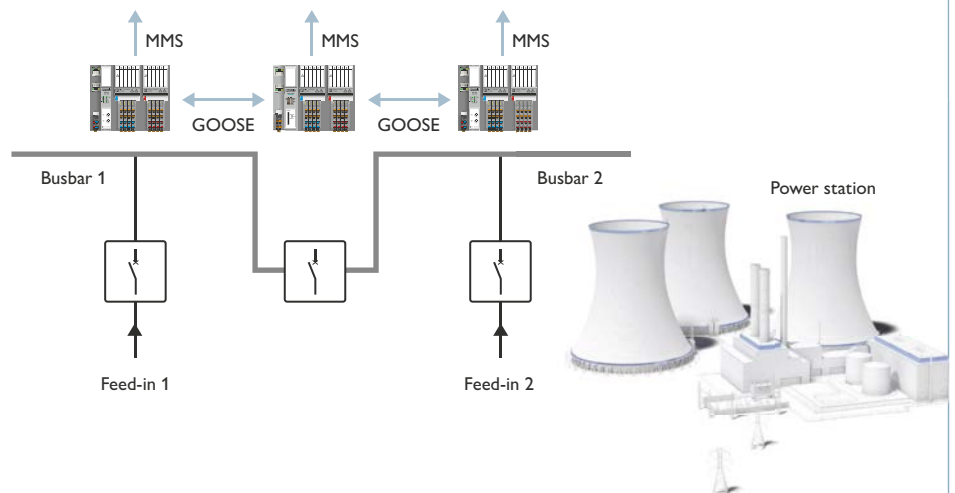 MMS
MMS
MMS
GOOSE
GOOSE
Busbar 1
Busbar 2
Power station
Feed-in 1
Feed-in 2